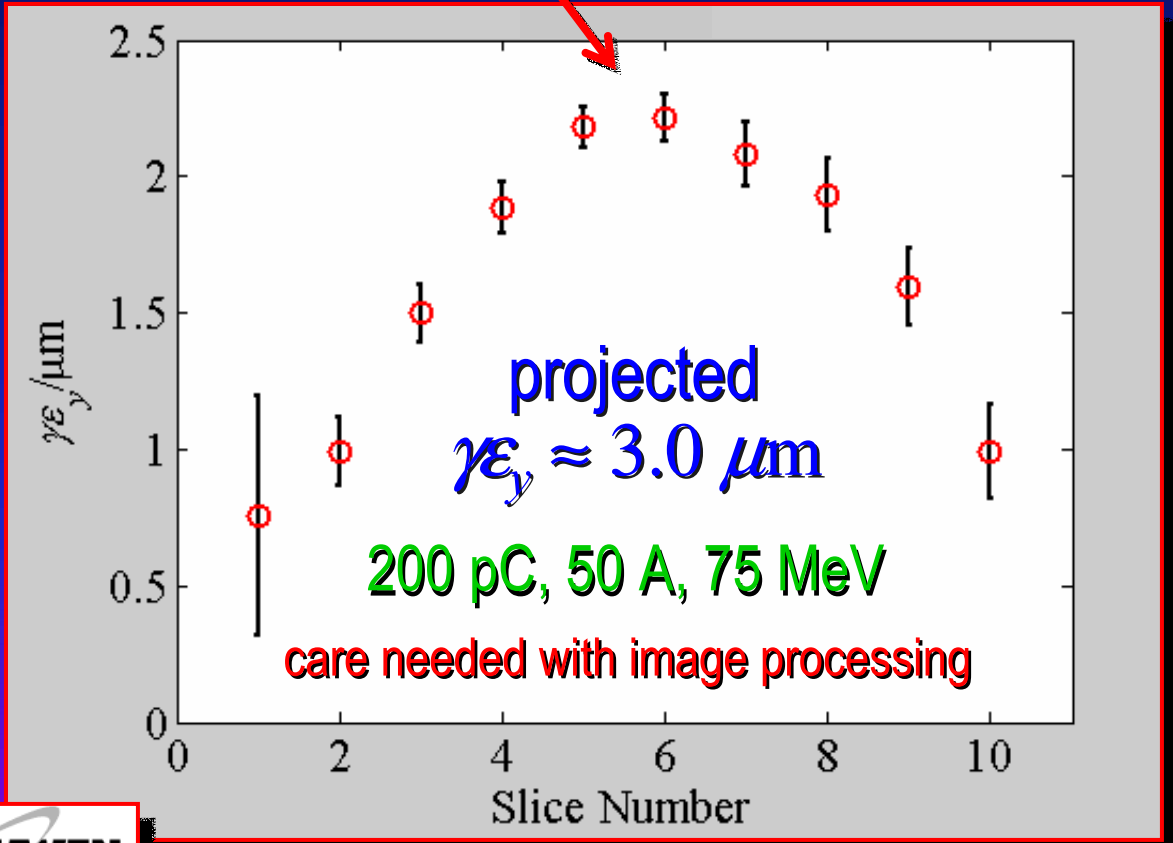 2.5
2
1.5
1
0.5
0
γε_y/μm
projected
γε_y ≈ 3.0 μm
200 pC, 50 A, 75 MeV
care needed with image processing
0 2 4 6 8 10
Slice Number